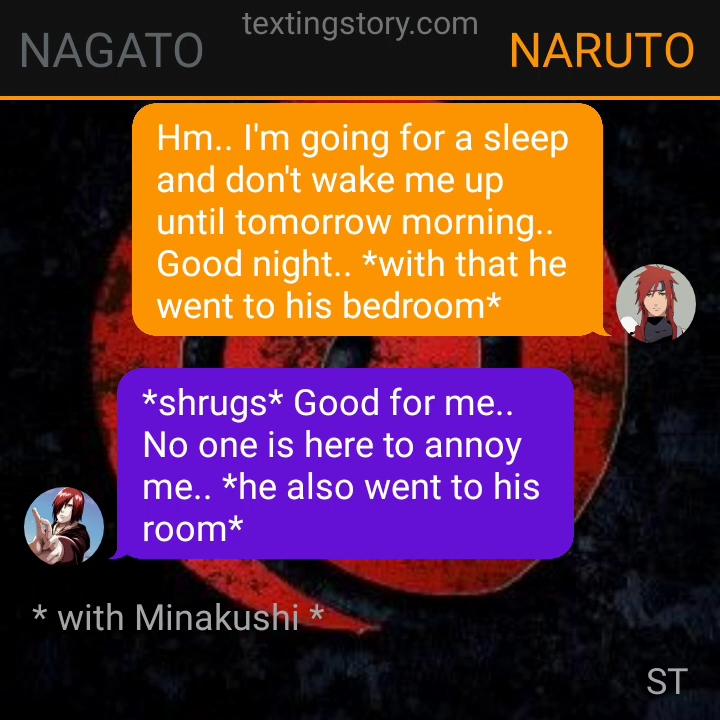 textingstory.com
NAGATO
NARUTO
Hm.. I'm going for a sleep
and don't wake me up
until tomorrow morning..
Good night.. *with that he
went to his bedroom*
*shrugs* Good for me..
No one is here to annoy
me.. *he also went to his
room*
* with Minakushi *
ST